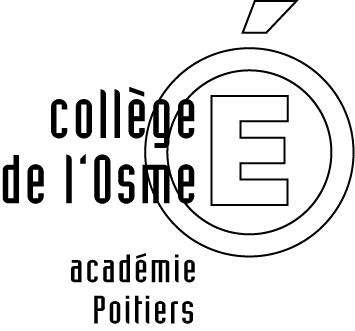 collège
de l'Osme
É
académie
Poitiers